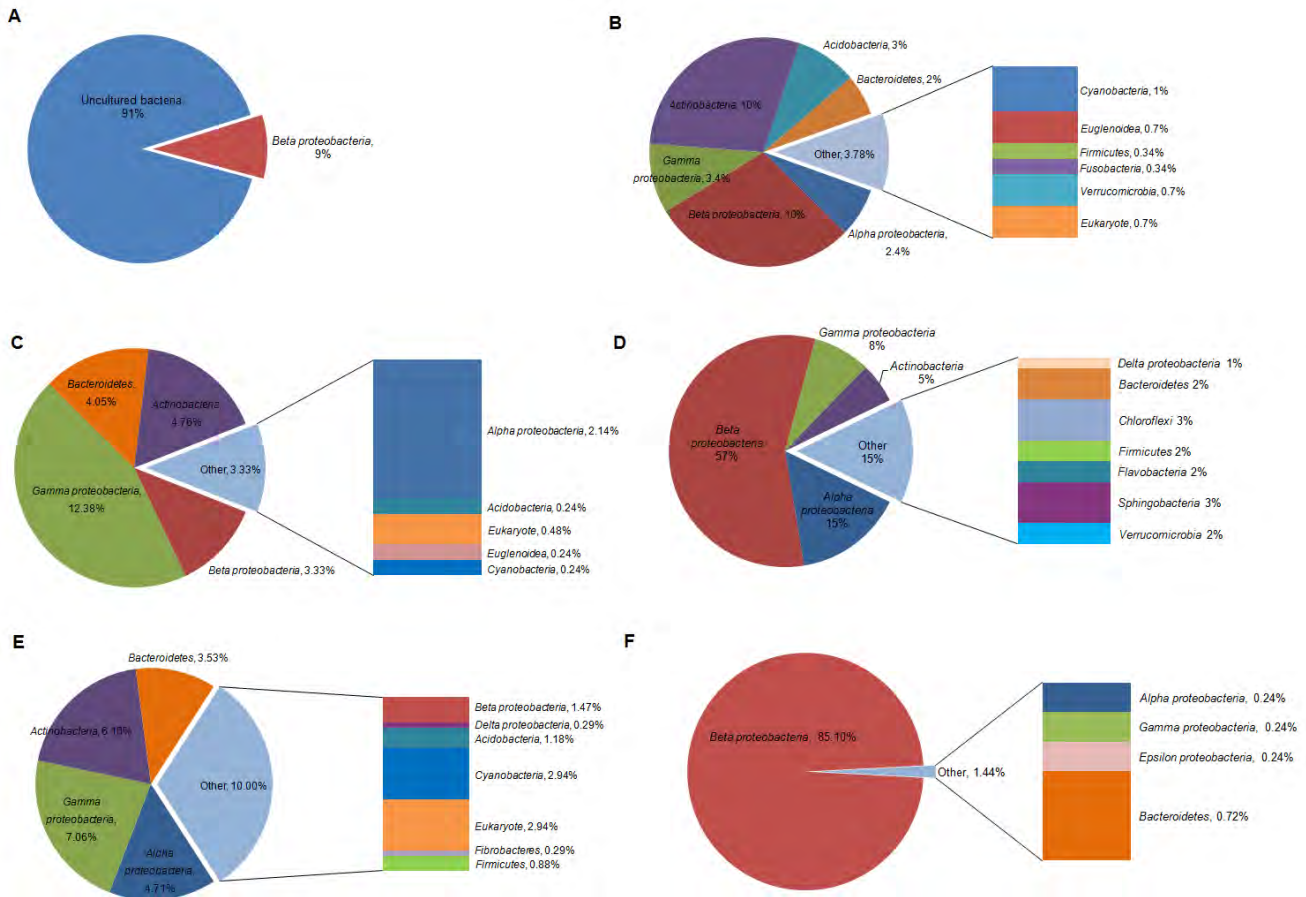 A
Uncultured bacteria
91%
Beta proteobacteria,
9%
B
Acidobacteria, 3%
Bacteroidetes, 2%
Actinobacteria, 10%
Other, 3.78%
Gamma
proteobacteria, 3.4%
Beta proteobacteria, 10%
Alpha proteobacteria,
2.4%
Cyanobacteria, 1%
Euglenoidea, 0.7%
Firmicutes, 0.34%
Fusobacteria, 0.34%
Verrucomicrobia, 0.7%
Eukaryote, 0.7%
C
Bacteroidetes,
4.05%
Actinobacteria
4.76%
Other, 3.33%
Gamma proteobacteria,
12.38%
Beta proteobacteria, 3.33%
Alpha proteobacteria, 2.14%
Acidobacteria, 0.24%
Eukaryote, 0.48%
Euglenoidea, 0.24%
Cyanobacteria, 0.24%
D
Gamma proteobacteria
8%
Actinobacteria
5%
Beta
proteobacteria
57%
Other
15%
Alpha
proteobacteria
15%
Delta proteobacteria 1%
Bacteroidetes 2%
Chloroflexi 3%
Firmicutes 2%
Flavobacteria 2%
Sphingobacteria 3%
Verrucomicrobia 2%
E
Bacteroidetes, 3.53%
Actinobacteria, 6.18%
Other, 10.00%
Gamma
proteobacteria,
7.06%
Alpha
proteobacteria
4.71%
Beta proteobacteria, 1.47%
Delta proteobacteria, 0.29%
Acidobacteria, 1.18%
Cyanobacteria, 2.94%
Eukaryote, 2.94%
Fibrobacteres, 0.29%
Firmicutes, 0.88%
F
Beta proteobacteria, 85.10%
Other, 1.44%
Alpha proteobacteria, 0.24%
Gamma proteobacteria, 0.24%
Epsilon proteobacteria, 0.24%
Bacteroidetes, 0.72%